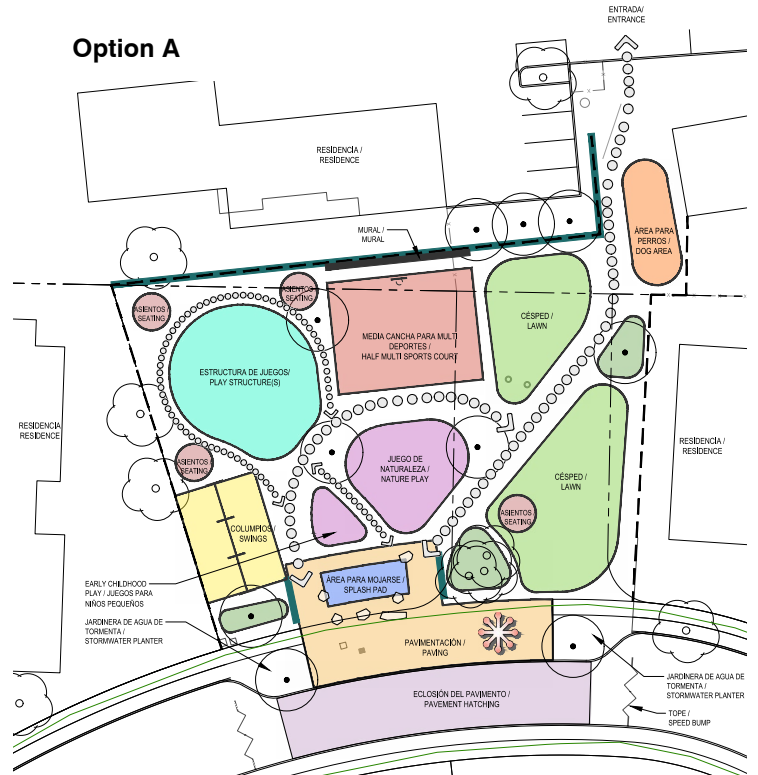 ENTRADA/
ENTRANCE
Option A
RESIDENCIA /
RESIDENCE
MURAL /
MURAL
ÁREA PARA
PERROS /
DOG AREA
ASIENTOS /
SEATING
ASIENTOS
SEATING
CÉSPED /
LAWN
MEDIA CANCHA PARA MULTI
DEPORTES /
HALF MULTI SPORTS COURT
ESTRUCTURA DE JUEGOS/
PLAY STRUCTURE(S)
RESIDENCIA
RESIDENCE
RESIDENCIA /
RESIDENCE
JUEGO DE
NATURALEZA /
NATURE PLAY
ASIENTOS
SEATING
CÉSPED /
LAWN
ASIENTOS
SEATING
COLUMPIOS /
SWINGS
EARLY CHILDHOOD
PLAY / JUEGOS PARA
NIÑOS PEQUEÑOS
ÁREA PARA MOJARSE /
SPLASH PAD
JARDINERA DE AGUA DE
TORMENTA /
STORMWATER PLANTER
PAVIMENTACIÓN /
PAVING
JARDINERA DE AGUA DE
TORMENTA /
STORMWATER PLANTER
ECLOSIÓN DEL PAVIMENTO /
PAVEMENT HATCHING
TOPE /
SPEED BUMP